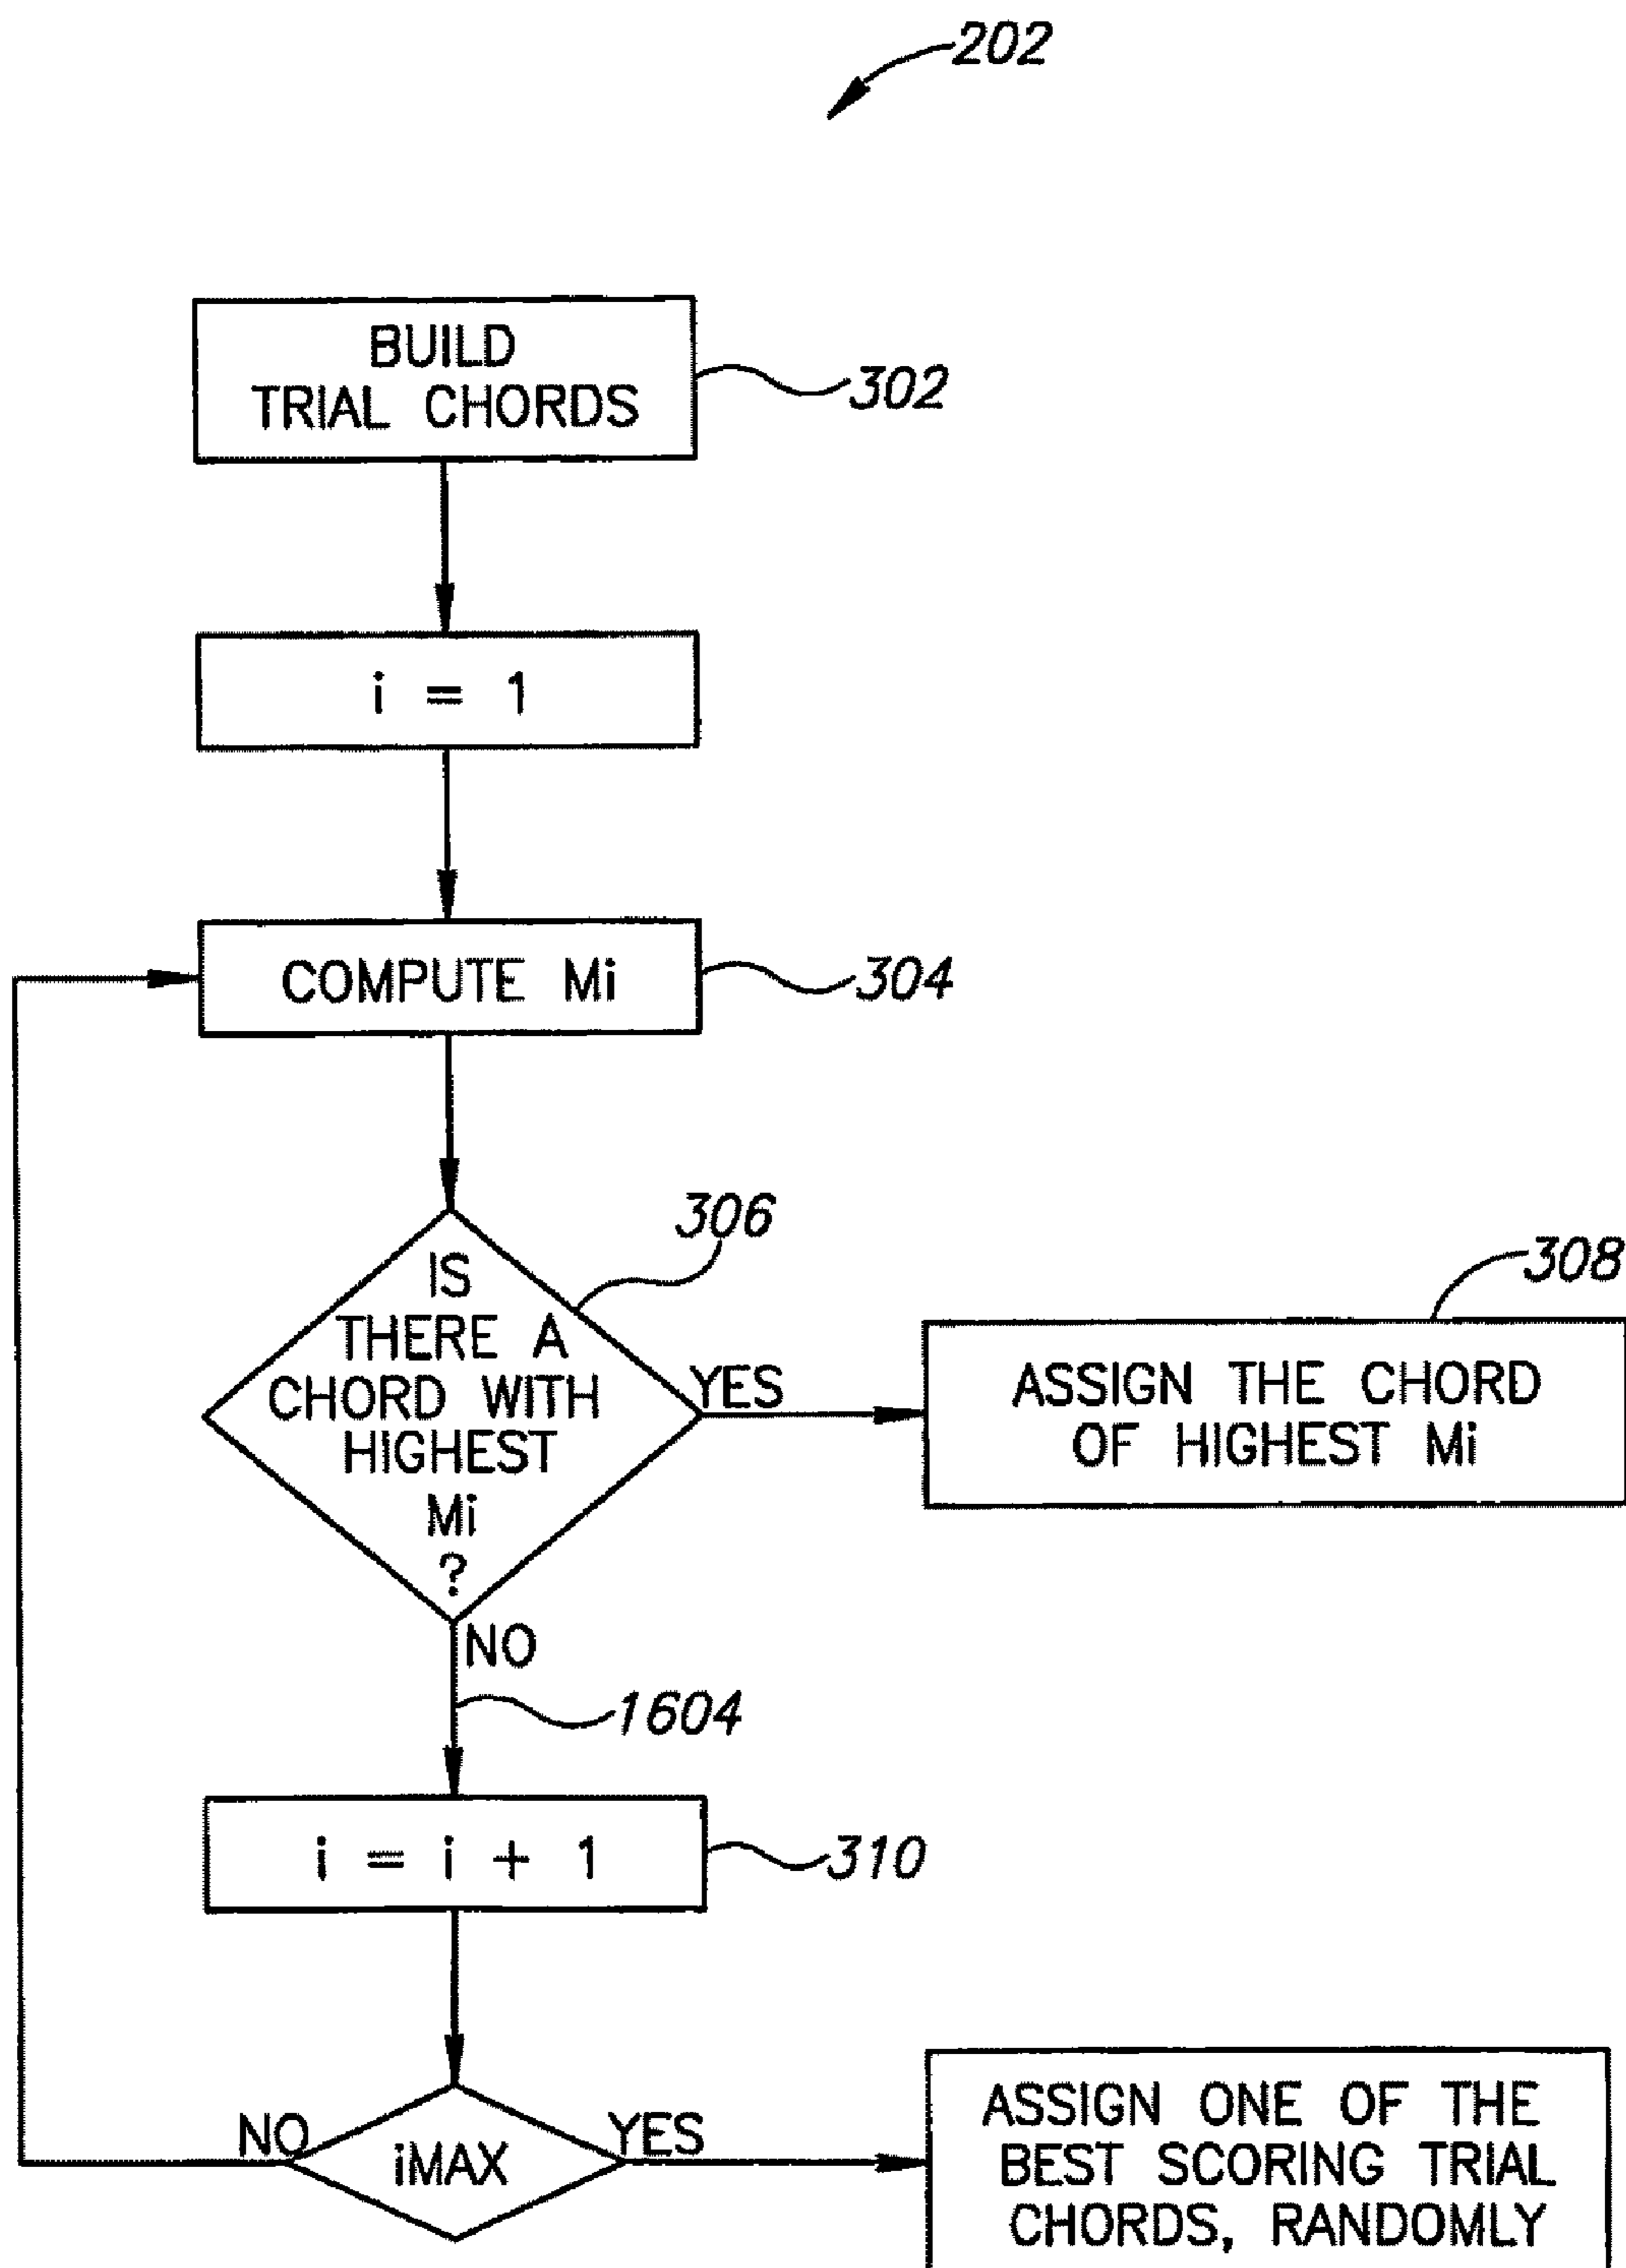 202
BUILD
TRIAL CHORDS
302
i = 1
COMPUTE Mi
304
306
IS
THERE A
CHORD WITH
HIGHEST
Mi
?
YES
308
ASSIGN THE CHORD
OF HIGHEST Mi
NO
1604
i = i + 1
310
NO
iMAX
YES
ASSIGN ONE OF THE
BEST SCORING TRIAL
CHORDS, RANDOMLY